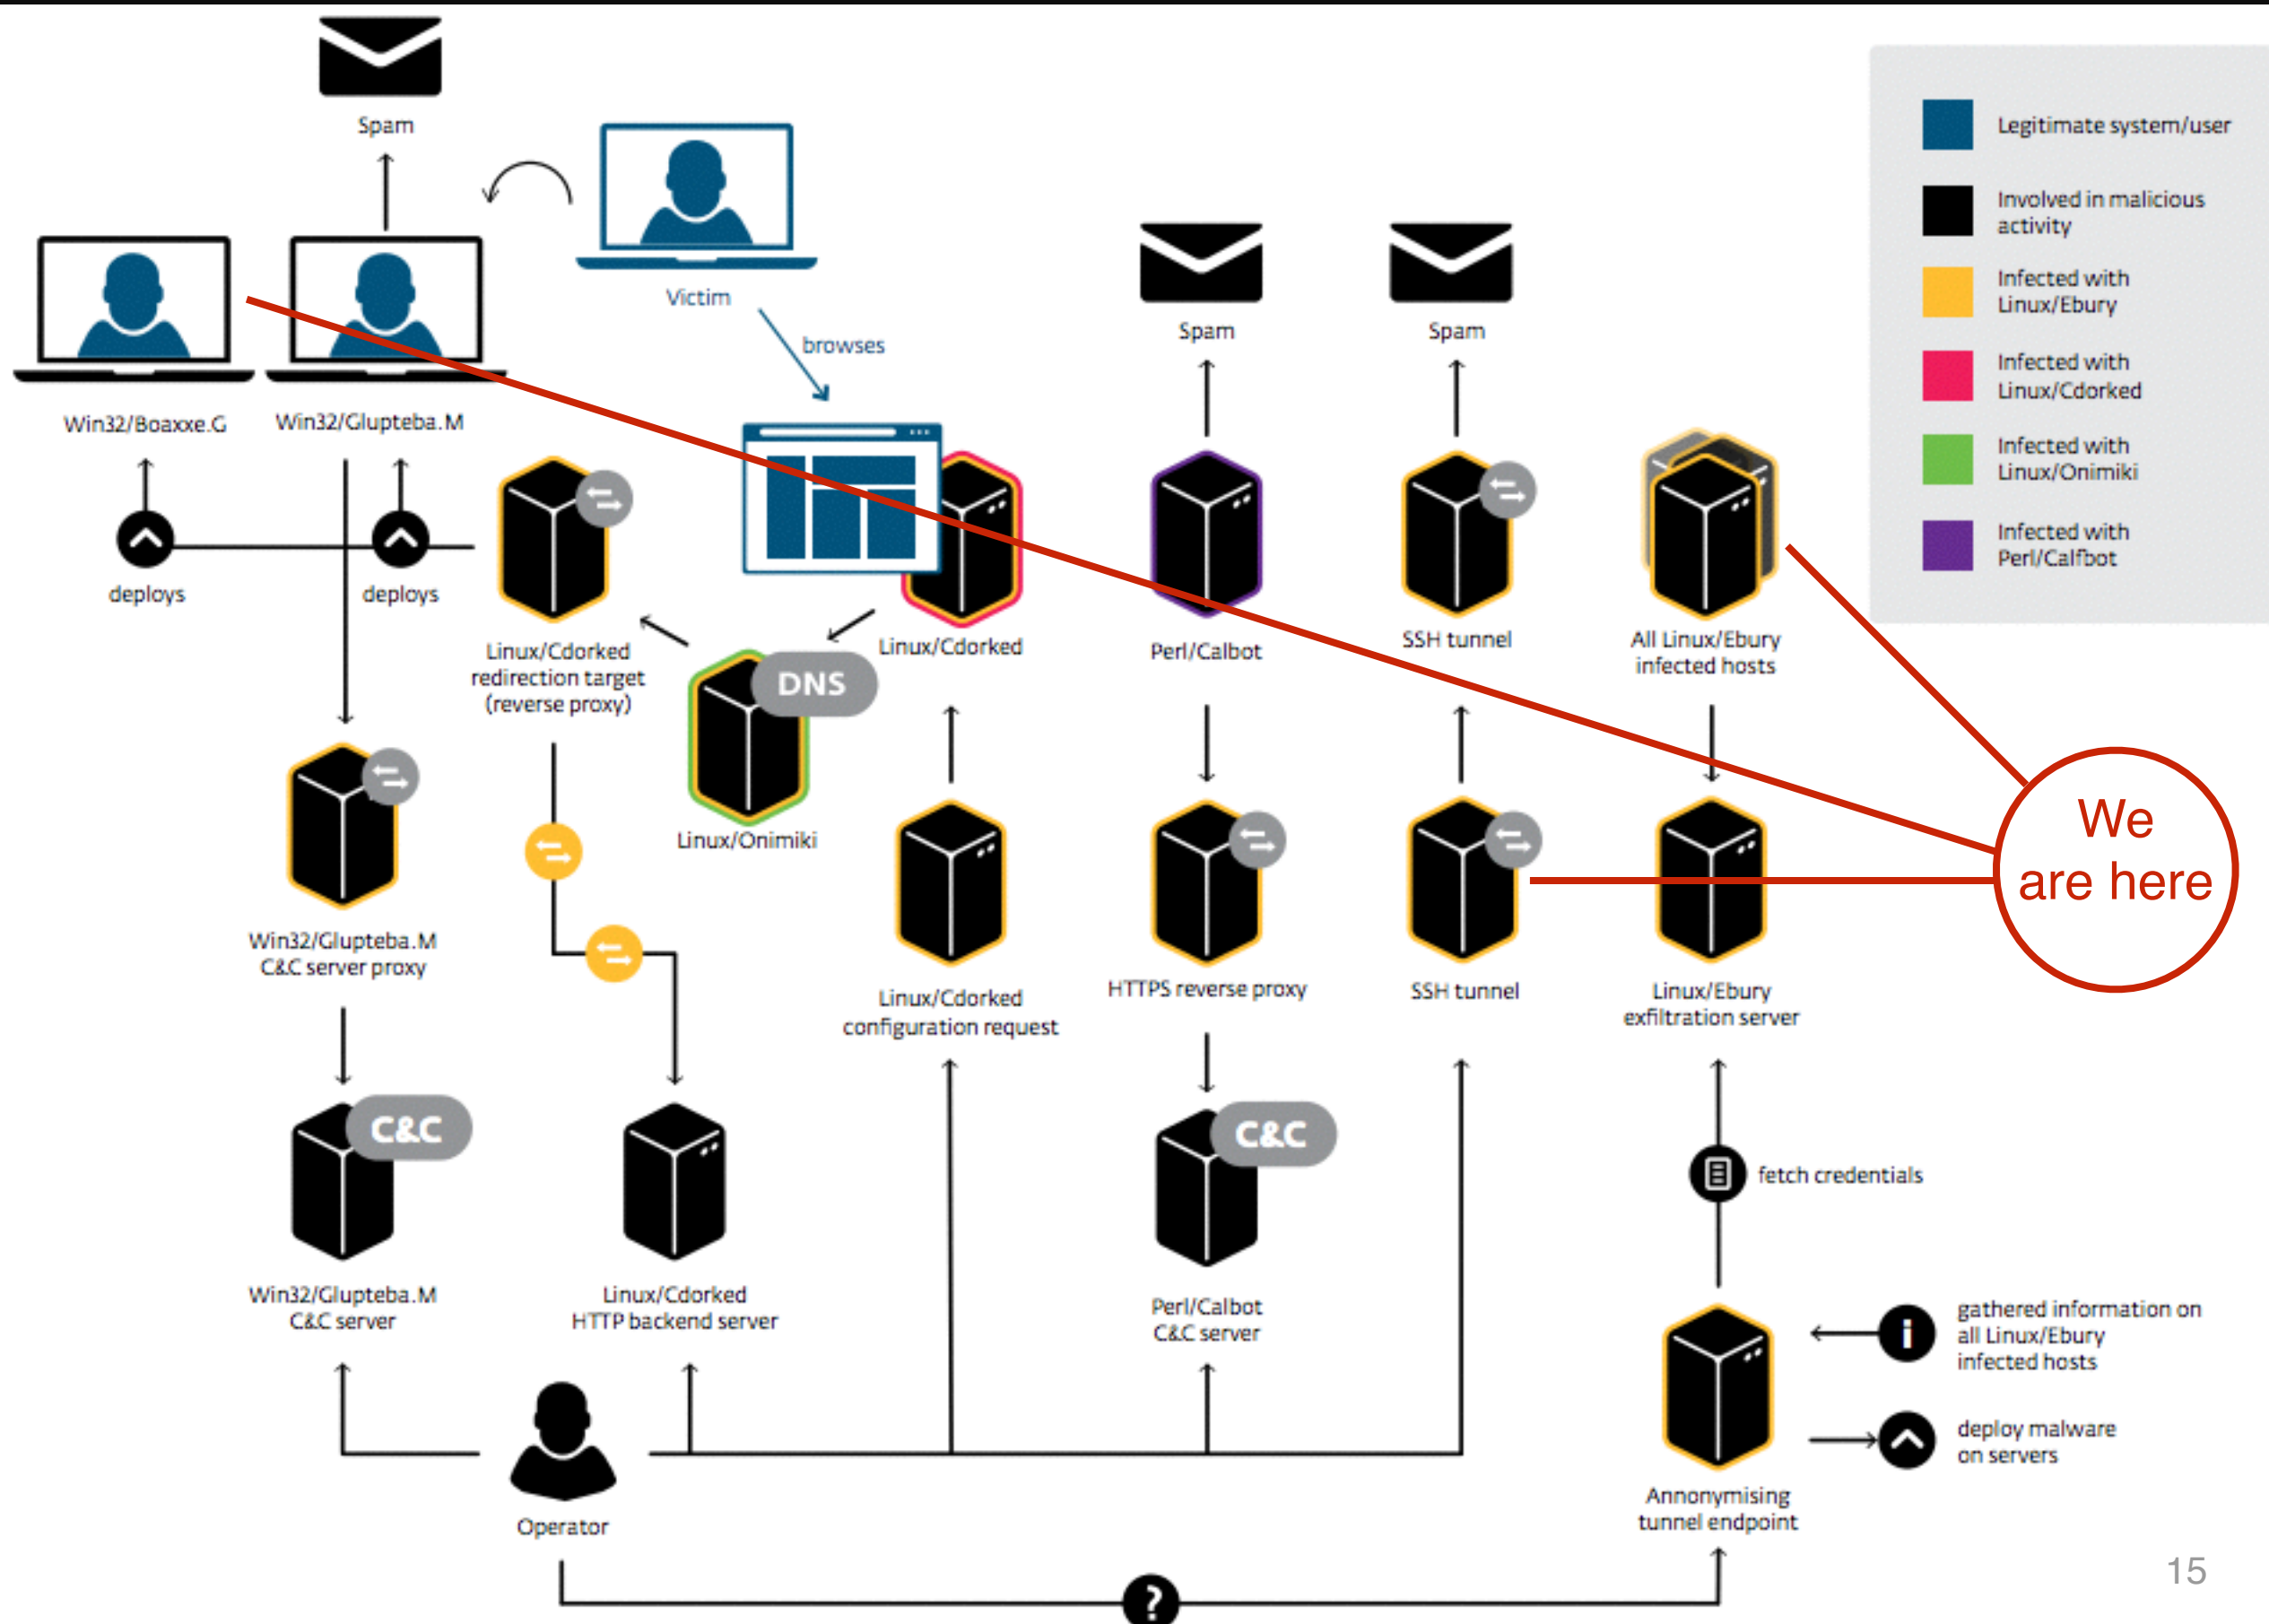 Spam
Victim
browses
Win32/Boaxxe.G
Win32/Glupteba.M
deploys
deploys
Spam
Spam
Legitimate system/user
Involved in malicious
activity
Infected with
Linux/Ebury
Infected with
Linux/Cdorked
Infected with
Linux/Onimiki
Infected with
Perl/Calfbot
Linux/Cdorked
redirection target
(reverse proxy)
DNS
Linux/Onimiki
Linux/Cdorked
Perl/Calbot
SSH tunnel
All Linux/Ebury
infected hosts
We
are here
Win32/Glupteba.M
C&C server proxy
Linux/Cdorked
configuration request
HTTPS reverse proxy
SSH tunnel
Linux/Ebury
exfiltration server
C&C
Win32/Glupteba.M
C&C server
Linux/Cdorked
HTTP backend server
C&C
Perl/Calbot
C&C server
fetch credentials
i
gathered information on
all Linux/Ebury
infected hosts
deploy malware
on servers
Annonymising
tunnel endpoint
Operator
?
15